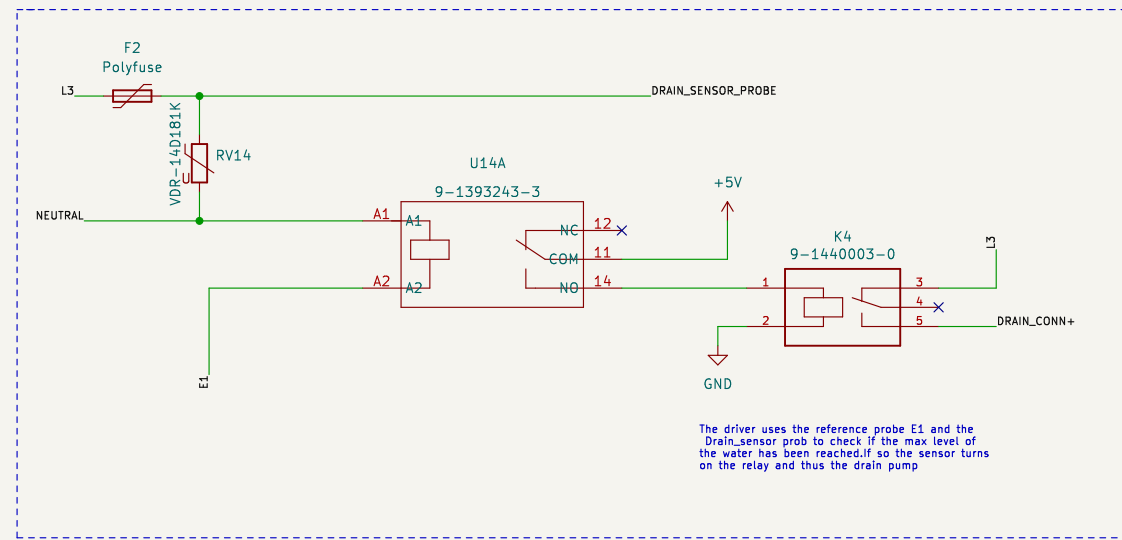 F2
Polyfuse
L3
DRAIN_SENSOR_PROBE
VDR-14D181K
U
RV14
NEUTRAL
U14A
9-1393243-3
A1
A1
A2
A2
NC
12
COM
11
NO
14
+5V
K4
9-1440003-0
L3
1
2
3
4
5
DRAIN_CONN+
E1
GND
The driver uses the reference probe E1 and the
Drain_sensor prob to check if the max level of
the water has been reached.If so the sensor turns
on the relay and thus the drain pump